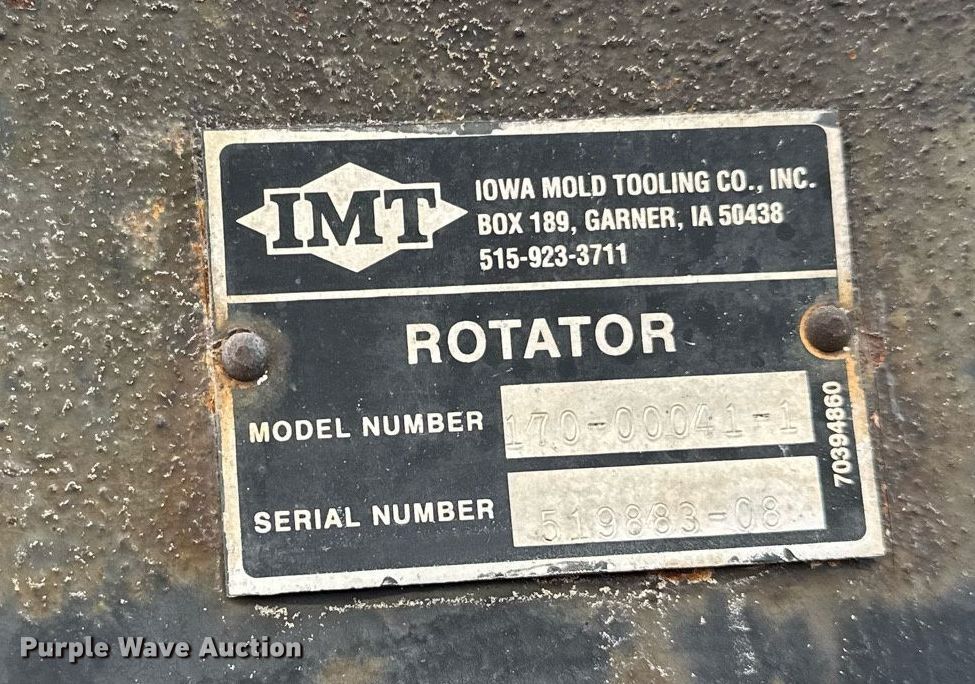 IMT
IOWA MOLD TOOLING CO., INC.
BOX 189, GARNER, IA 50438
515-923-3711
ROTATOR
MODEL NUMBER 170-00041-1
SERIAL NUMBER 519883-08
70394860
Purple Wave Auction